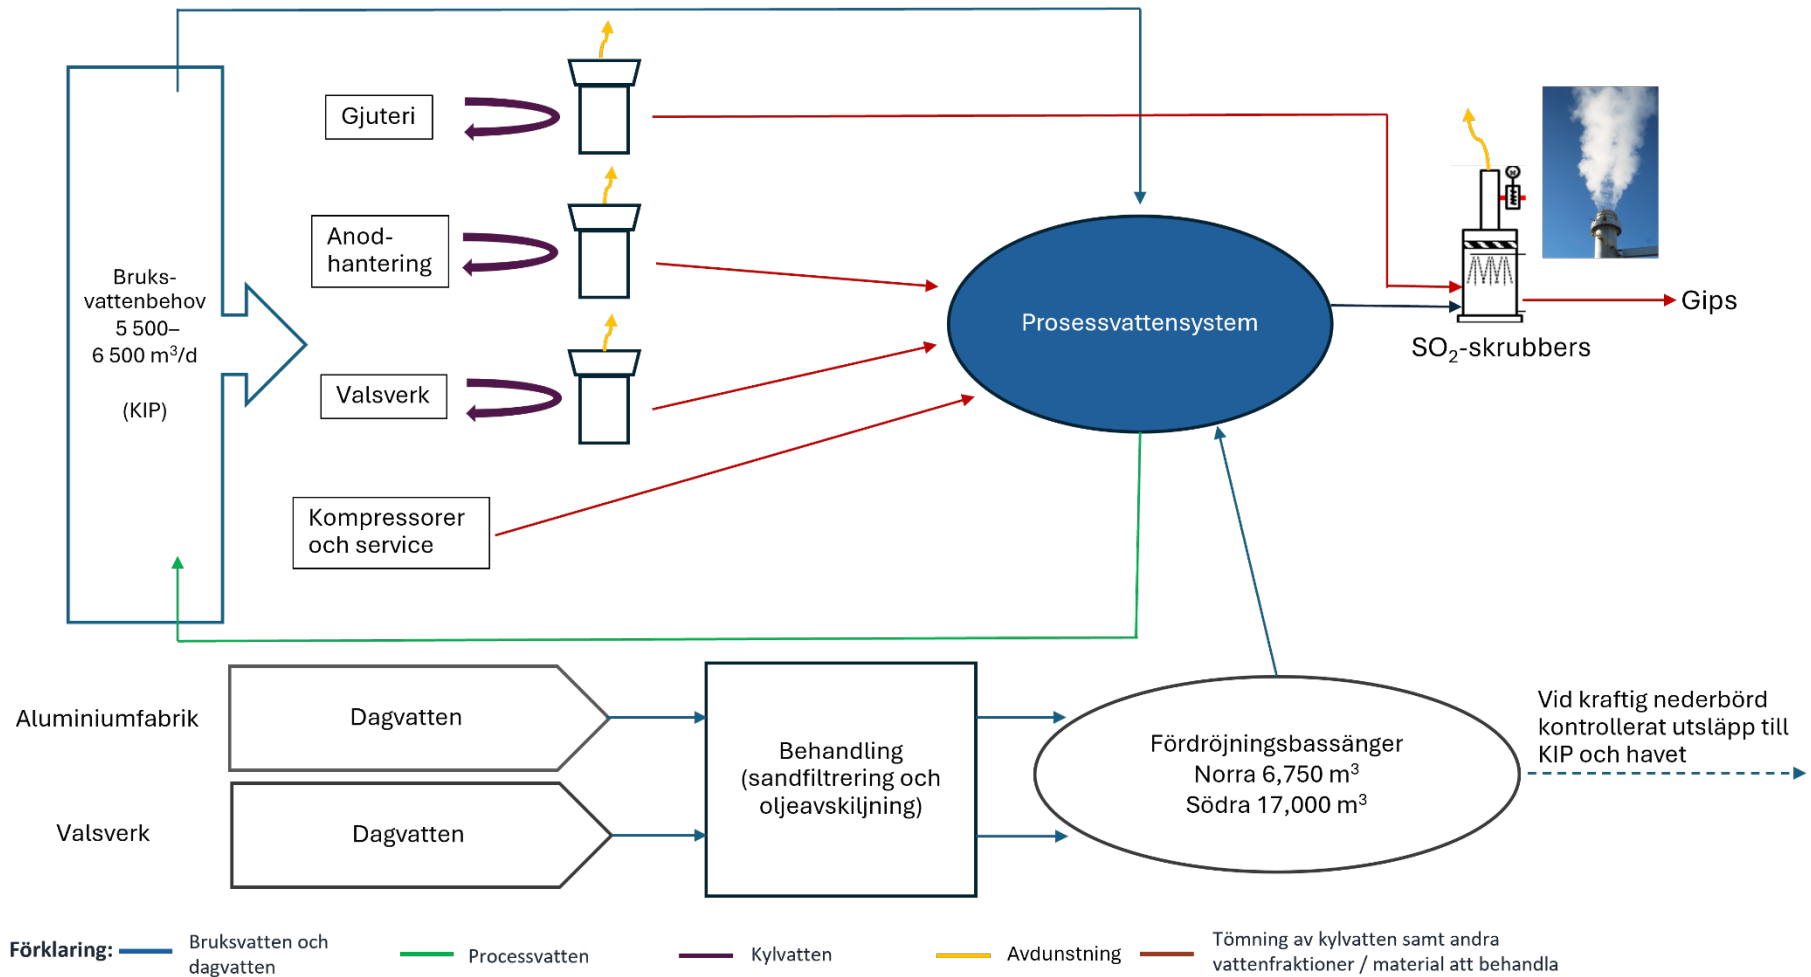 Gjuteri
Anod-
hantering
Bruks-
vattenbehov
5 500–
6 500 m³/d
(KIP)
Valsverk
Kompressorer
och service
Prosessvattensystem
M
Gips
SO₂-skrubbers
Aluminiumfabrik
Dagvatten
Valsverk
Dagvatten
Behandling
(sandfiltrering och
oljeavskiljning)
Fördröjningsbassänger
Norra 6,750 m³
Södra 17,000 m³
Vid kraftig nederbörd
kontrollerat utsläpp till
KIP och havet
Förklaring:
Bruksvatten och
dagvatten
Processvatten
Kylvatten
Avdunstning
Tömning av kylvatten samt andra
vattenfraktioner / material att behandla